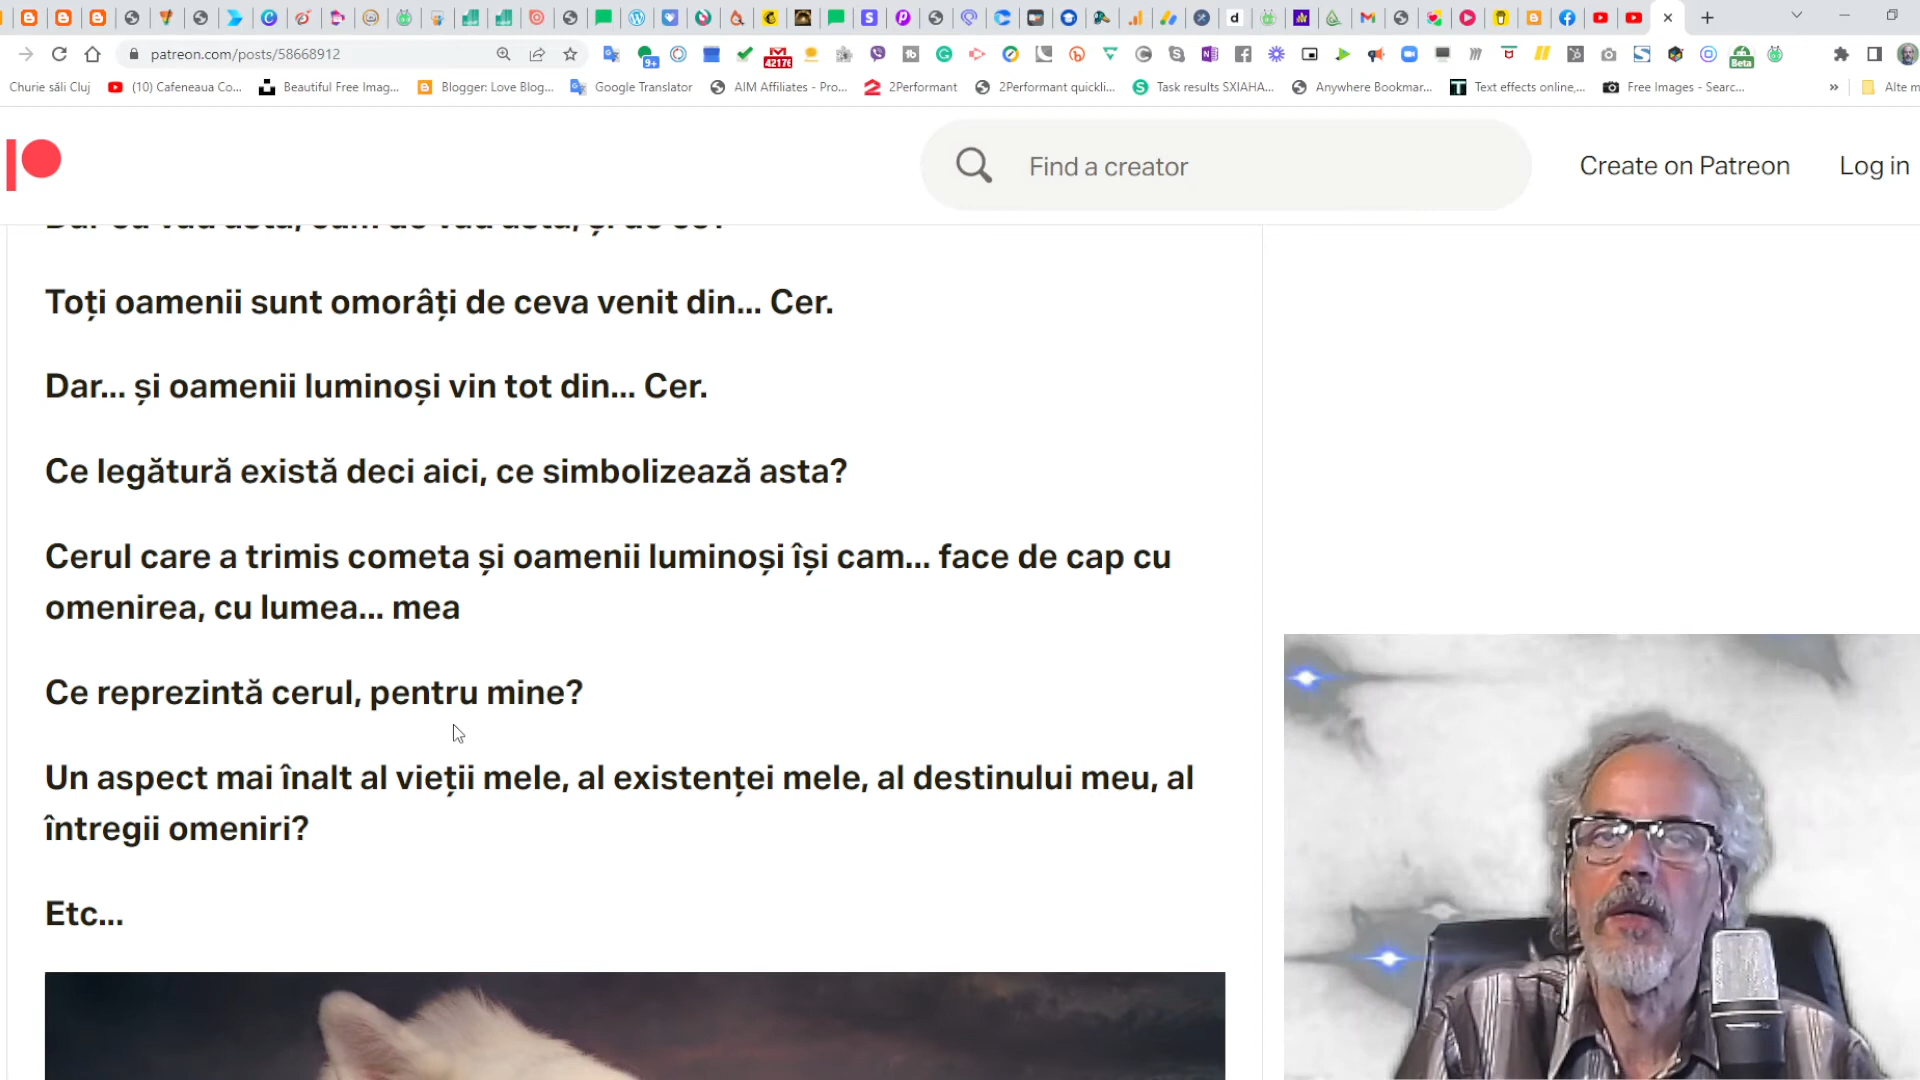 patreon.com/posts/58668912
9+
42176
Beta
Churie săli Cluj
(10) Cafeneaua Co...
Beautiful Free Imag...
Blogger: Love Blog...
Google Translator
AIM Affiliates - Pro...
2Performant
2Performant quickli...
Task results SXIAHA...
Anywhere Bookmar...
Text effects online,...
Free Images - Searc...
Alte m
Find a creator
Create on Patreon
Log in
Toți oamenii sunt omorâți de ceva venit din... Cer.
Dar... și oamenii luminoși vin tot din... Cer.
Ce legătură există deci aici, ce simbolizează asta?
Cerul care a trimis cometa și oamenii luminoși își cam... face de cap cu
omenirea, cu lumea... mea
Ce reprezintă cerul, pentru mine?
Un aspect mai înalt al vieții mele, al existenței mele, al destinului meu, al
întregii omeniri?
Etc...